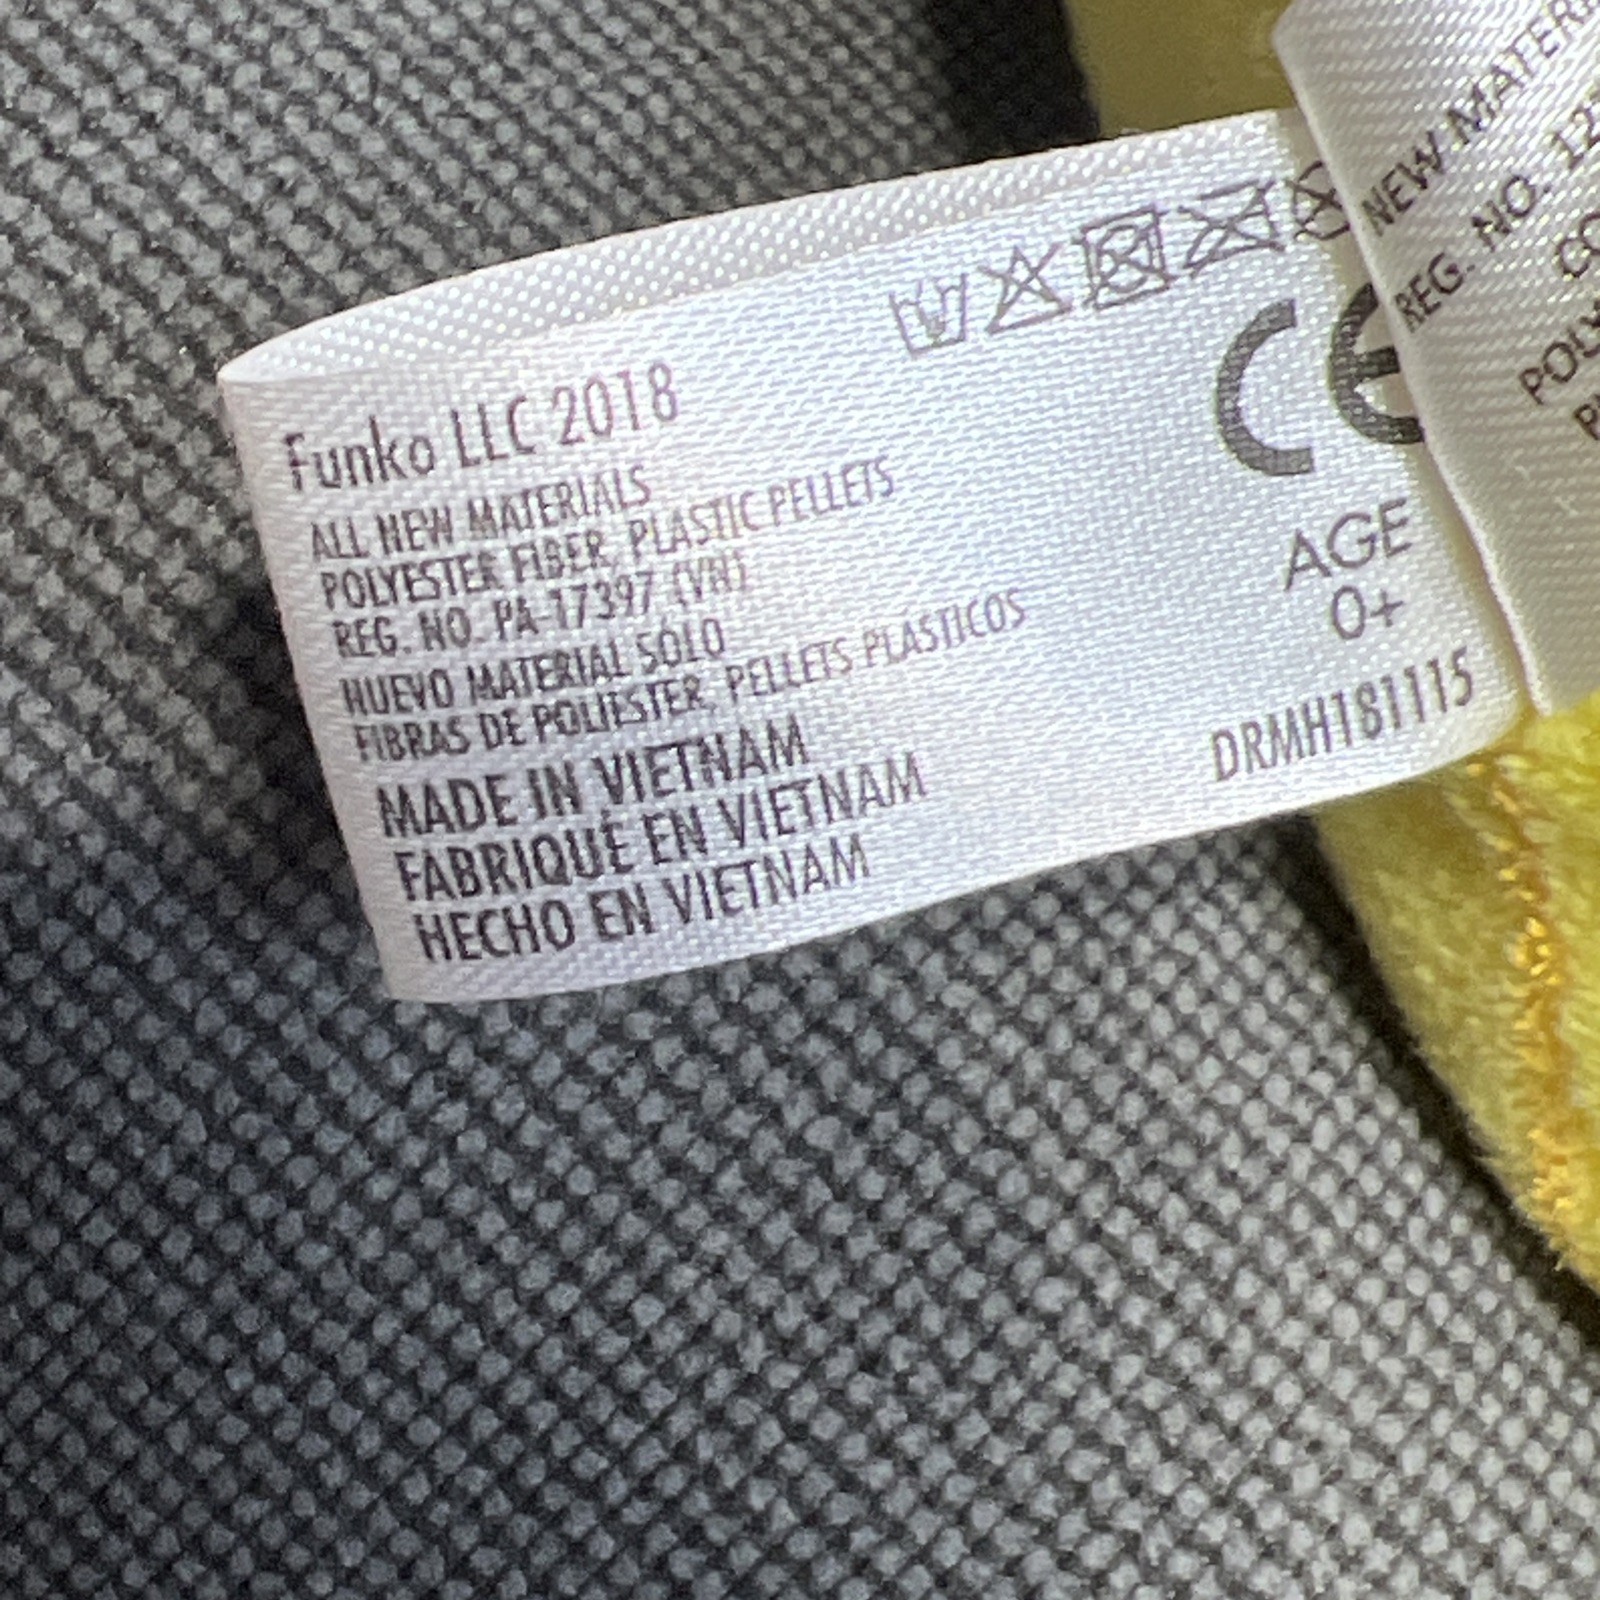 Funko LLC 2018
ALL NEW MATERIALS
POLYESTER FIBER, PLASTIC PELLETS
REG. NO. PA-17397 (VN)
NUEVO MATERIAL SÓLO
FIBRAS DE POLIESTER, PELLETS PLASTICOS
MADE IN VIETNAM
FABRIQUÉ EN VIETNAM
HECHO EN VIETNAM
CE
AGE
0+
DRMH181115
NEW
REG. NO.